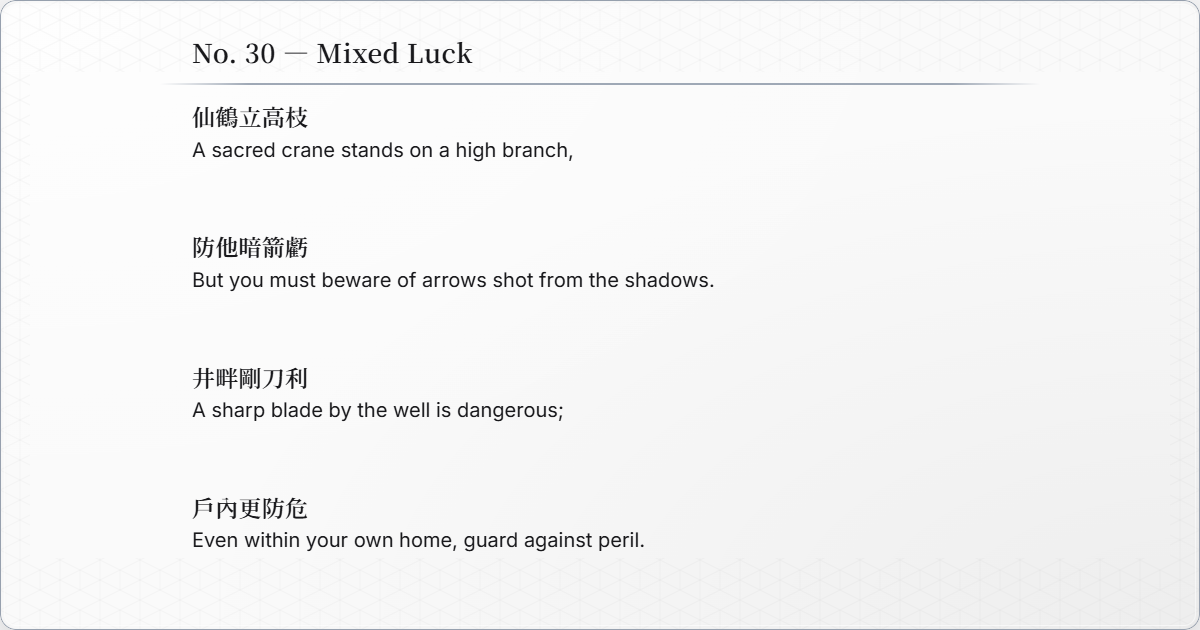 No. 30 — Mixed Luck
仙鶴立高枝
A sacred crane stands on a high branch,
防他暗箭虧
But you must beware of arrows shot from the shadows.
井畔剛刀利
A sharp blade by the well is dangerous;
戶內更防危
Even within your own home, guard against peril.